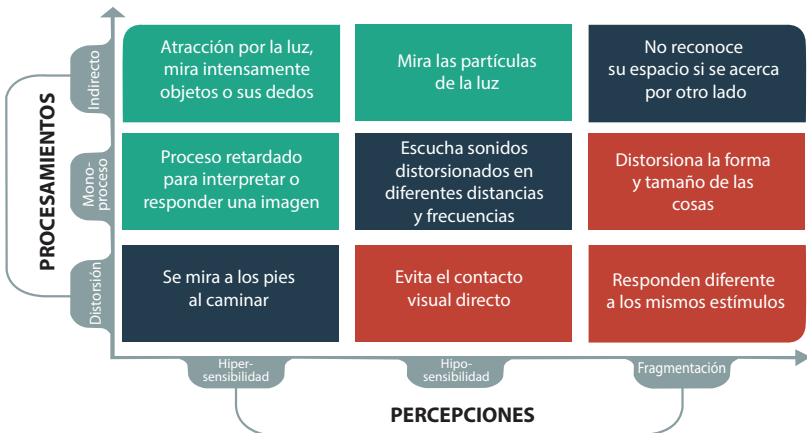 PROCESAMIENTOS
Indirecto
Atracción por la luz,
mira intensamente
objetos o sus dedos
Mira las partículas
de la luz
No reconoce
su espacio si se acerca
por otro lado
Mono-
proceso
Proceso retardado
para interpretar o
responder una imagen
Escucha sonidos
distorsionados en
diferentes distancias
y frecuencias
Distorsiona la forma
y tamaño de las
cosas
Distorsión
Se mira a los pies
al caminar
Evita el contacto
visual directo
Responden diferente
a los mismos estímulos
Hiper-
sensibilidad
Hipo-
sensibilidad
Fragmentación
PERCEPCIONES